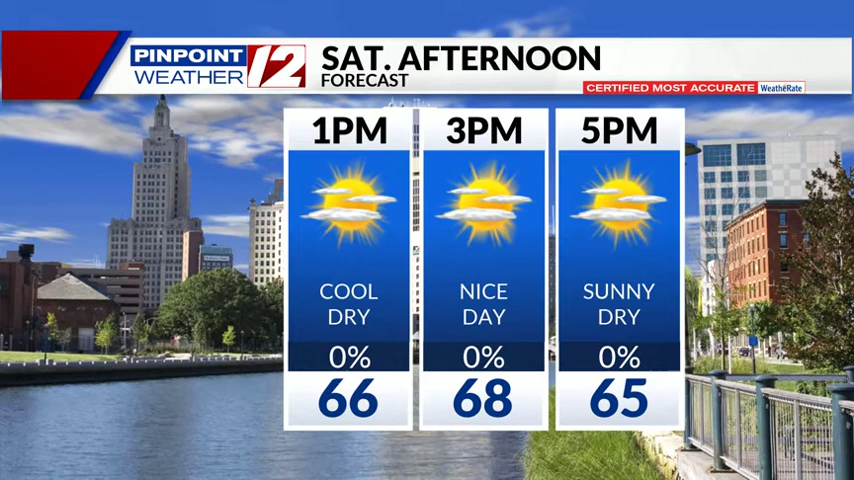 PINPOINT
WEATHER 12
SAT. AFTERNOON
FORECAST
CERTIFIED MOST ACCURATE WeatheRate
1PM
COOL
DRY
0%
66
3PM
NICE
DAY
0%
68
5PM
SUNNY
DRY
0%
65